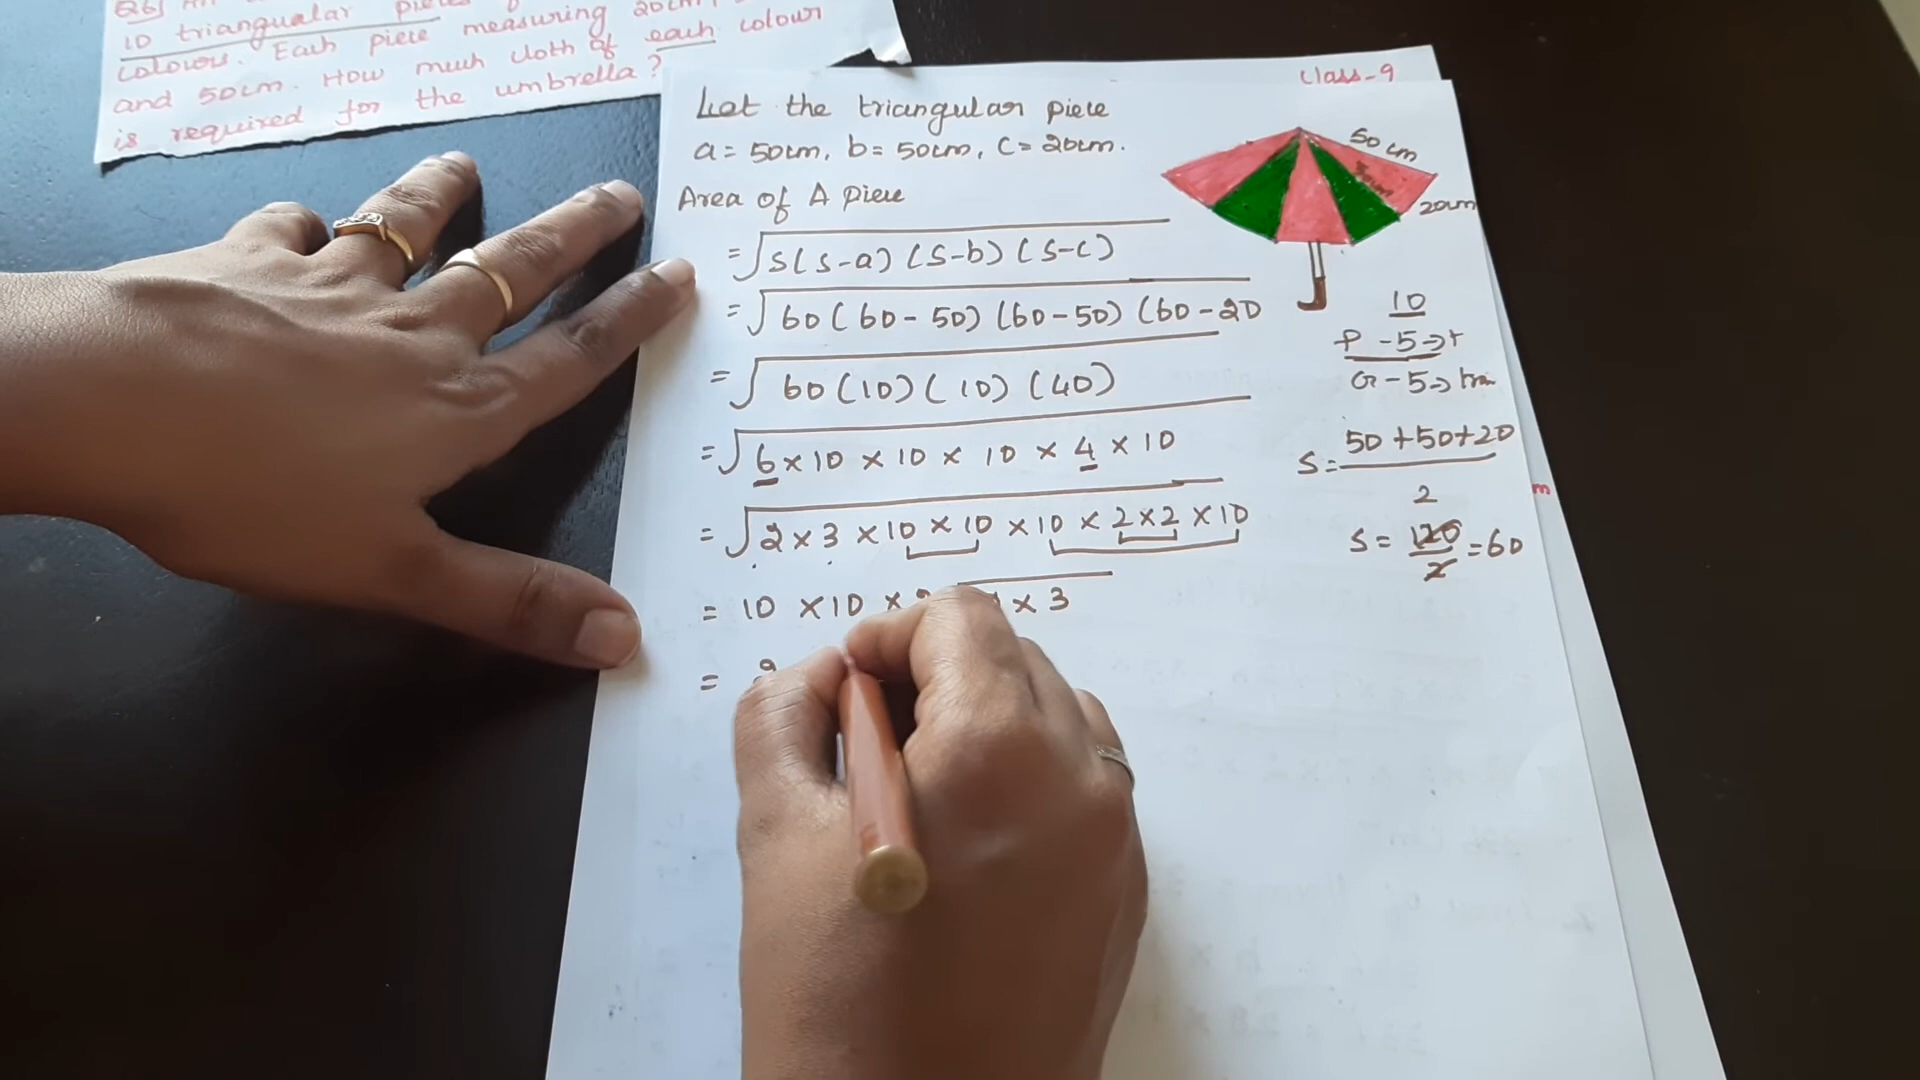 10 triangualar pieces
colours. Each piece measuring 20cm,
and 50cm. How much cloth of each colour
is required for the umbrella?
Class-9
Let the triangular piece
a = 50cm, b = 50cm, c = 20cm.
Area of A piece
= √s(s-a) (s-b) (s-c)
= √60(60-50) (60-50) (60-20
= √60(10)(10)(40)
= √6×10×10×10×4×10
= √2×3×10×10×10×2×2×10
= 10 ×10 × × 3
=
50 cm
20cm
10
P -5->
G -5->
s = 50+50+20
2
s = 120/2 = 60
m